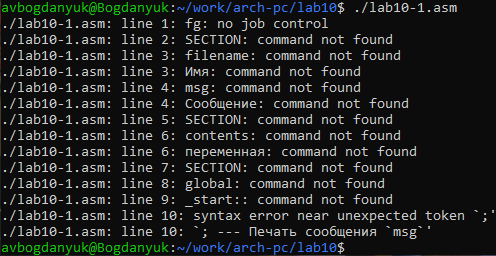 avbogdanyuk@Bogdanyuk:~/work/arch-pc/lab10$ ./lab10-1.asm
./lab10-1.asm: line 1: fg: no job control
./lab10-1.asm: line 2: SECTION: command not found
./lab10-1.asm: line 3: filename: command not found
./lab10-1.asm: line 3: Имя: command not found
./lab10-1.asm: line 4: msg: command not found
./lab10-1.asm: line 4: Сообщение: command not found
./lab10-1.asm: line 5: SECTION: command not found
./lab10-1.asm: line 6: contents: command not found
./lab10-1.asm: line 6: переменная: command not found
./lab10-1.asm: line 7: SECTION: command not found
./lab10-1.asm: line 8: global: command not found
./lab10-1.asm: line 9: _start:: command not found
./lab10-1.asm: line 10: syntax error near unexpected token `;'
./lab10-1.asm: line 10: `; --- Печать сообщения `msg`'
avbogdanyuk@Bogdanyuk:~/work/arch-pc/lab10$